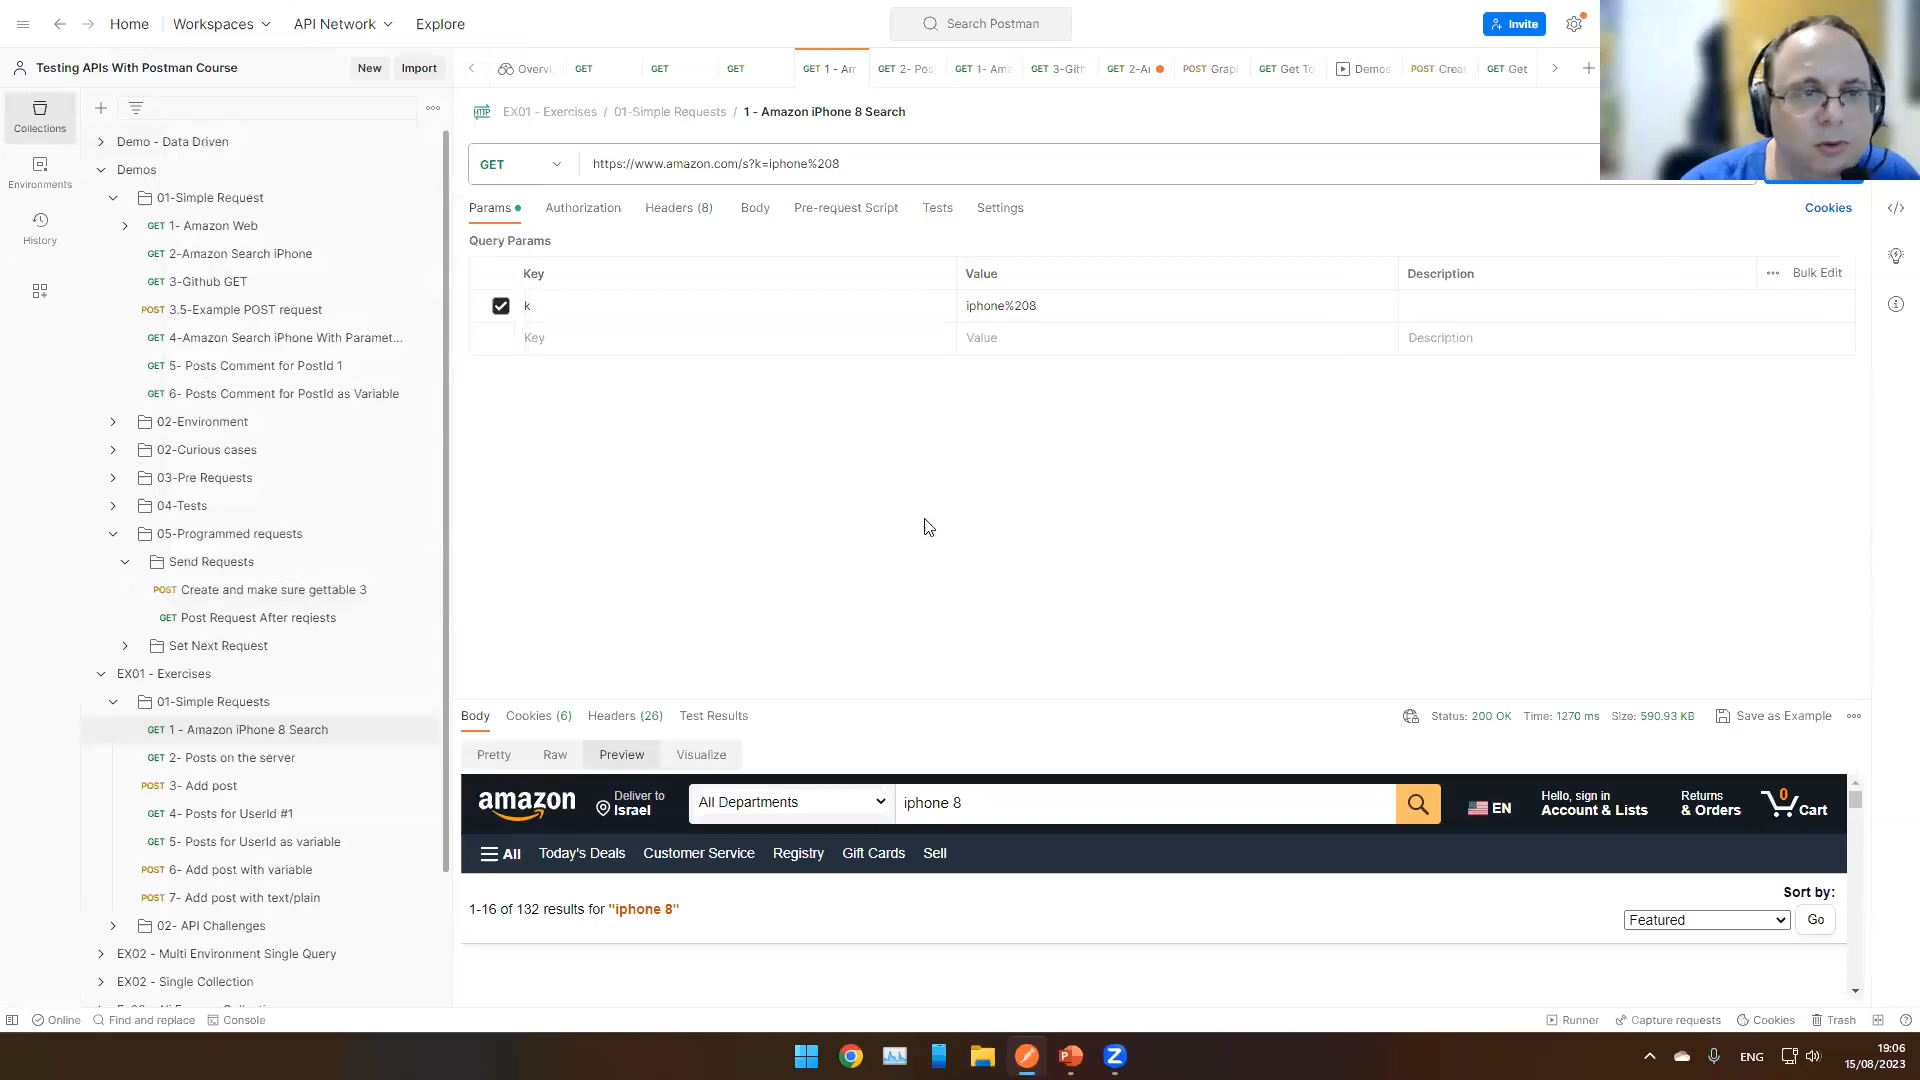 Home
Workspaces
API Network
Explore
Search Postman
Invite
Testing APIs With Postman Course
New
Import
Overvi
GET
GET
GET
GET 1 - Am
GET 2- Pos
GET 1- Ama
GET 3-Gith
GET 2-A
POST Grap
GET Get To
Demos
POST Crea
GET Get
Collections
Environments
History
Demo - Data Driven
Demos
01-Simple Request
GET 1- Amazon Web
GET 2-Amazon Search iPhone
GET 3-Github GET
POST 3.5-Example POST request
GET 4-Amazon Search iPhone With Paramet...
GET 5- Posts Comment for PostId 1
GET 6- Posts Comment for PostId as Variable
02-Environment
02-Curious cases
03-Pre Requests
04-Tests
05-Programmed requests
Send Requests
POST Create and make sure gettable 3
GET Post Request After reqiests
Set Next Request
EX01 - Exercises
01-Simple Requests
GET 1 - Amazon iPhone 8 Search
GET 2- Posts on the server
POST 3- Add post
GET 4- Posts for UserId #1
GET 5- Posts for UserId as variable
POST 6- Add post with variable
POST 7- Add post with text/plain
02- API Challenges
EX02 - Multi Environment Single Query
EX02 - Single Collection
HTTP
EX01 - Exercises / 01-Simple Requests / 1 - Amazon iPhone 8 Search
GET
https://www.amazon.com/s?k=iphone%208
Params
Authorization
Headers (8)
Body
Pre-request Script
Tests
Settings
Cookies
Query Params
Key
Value
Description
Bulk Edit
k
iphone%208
Key
Value
Description
Body
Cookies (6)
Headers (26)
Test Results
Status: 200 OK
Time: 1270 ms
Size: 590.93 KB
Save as Example
Pretty
Raw
Preview
Visualize
amazon
Deliver to
Israel
All Departments
iphone 8
EN
Hello, sign in
Account & Lists
Returns
& Orders
0
Cart
All
Today's Deals
Customer Service
Registry
Gift Cards
Sell
Sort by:
1-16 of 132 results for "iphone 8"
Featured
Go
Online
Find and replace
Console
Runner
Capture requests
Cookies
Trash
ENG
19:06
15/08/2023